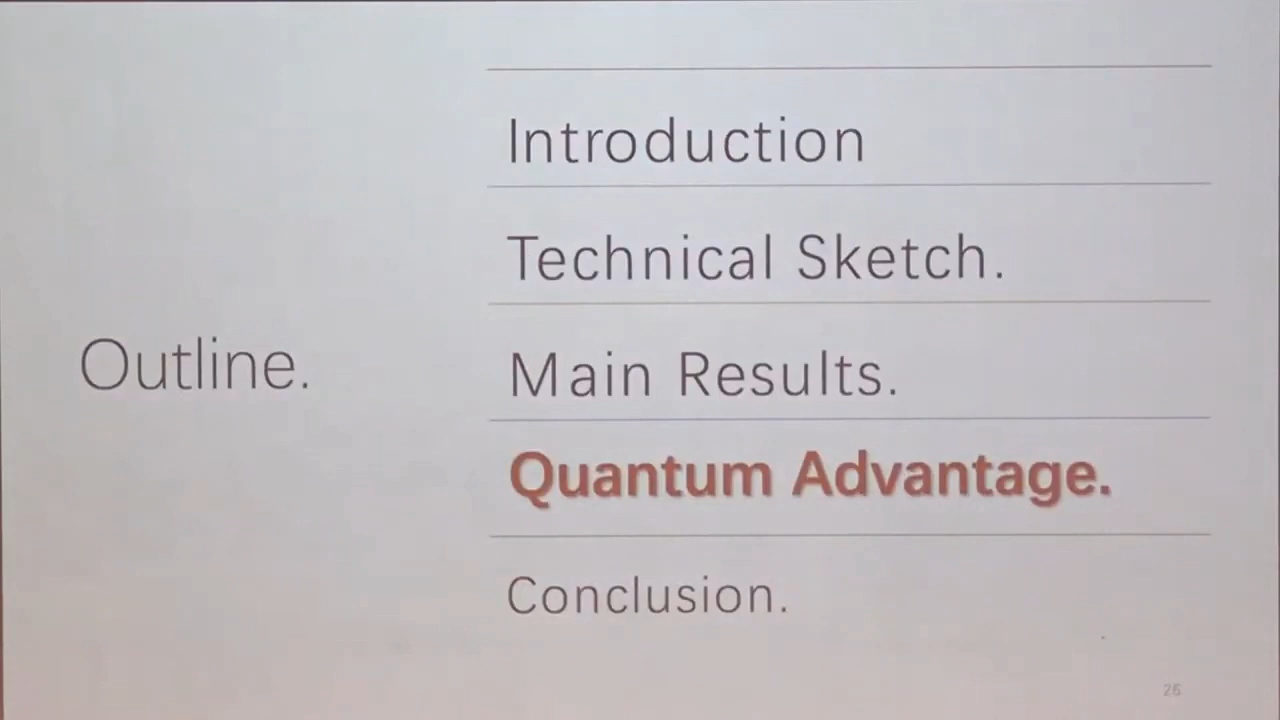 Outline.
Introduction
Technical Sketch.
Main Results.
Quantum Advantage.
Conclusion.
26